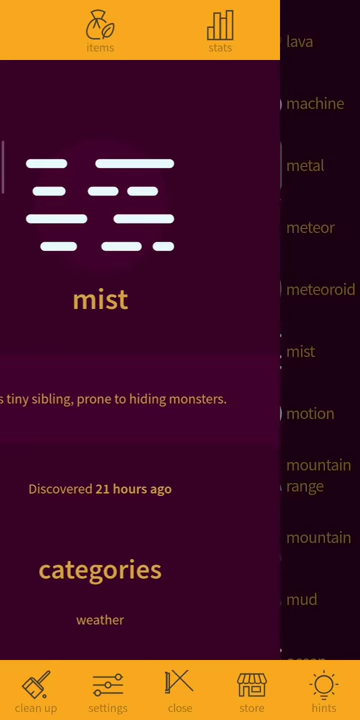 items
stats
mist
s tiny sibling, prone to hiding monsters.
Discovered 21 hours ago
categories
weather
lava
machine
metal
meteor
meteoroid
mist
motion
mountain
range
mountain
mud
clean up
settings
close
store
hints